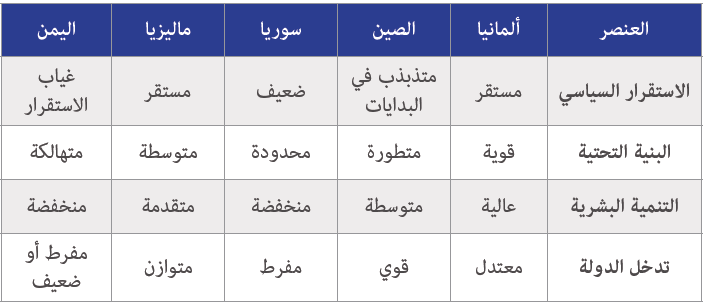 العنصر ألمانيا الصين سوريا ماليزيا اليمن
الاستقرار السياسي مستقر متذبذب في البدايات ضعيف مستقر غياب الاستقرار
البنية التحتية قوية متطورة محدودة متوسطة متهالكة
التنمية البشرية عالية متوسطة منخفضة متقدمة منخفضة
تدخل الدولة معتدل قوي مفرط متوازن مفرط أو ضعيف